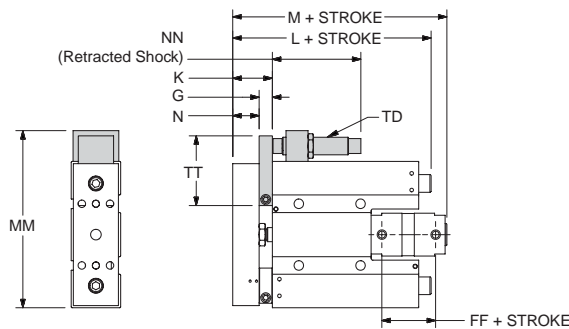 M + STROKE
NN
L + STROKE
(Retracted Shock)
K
G
TD
N
TT
MM
FF + STROKE